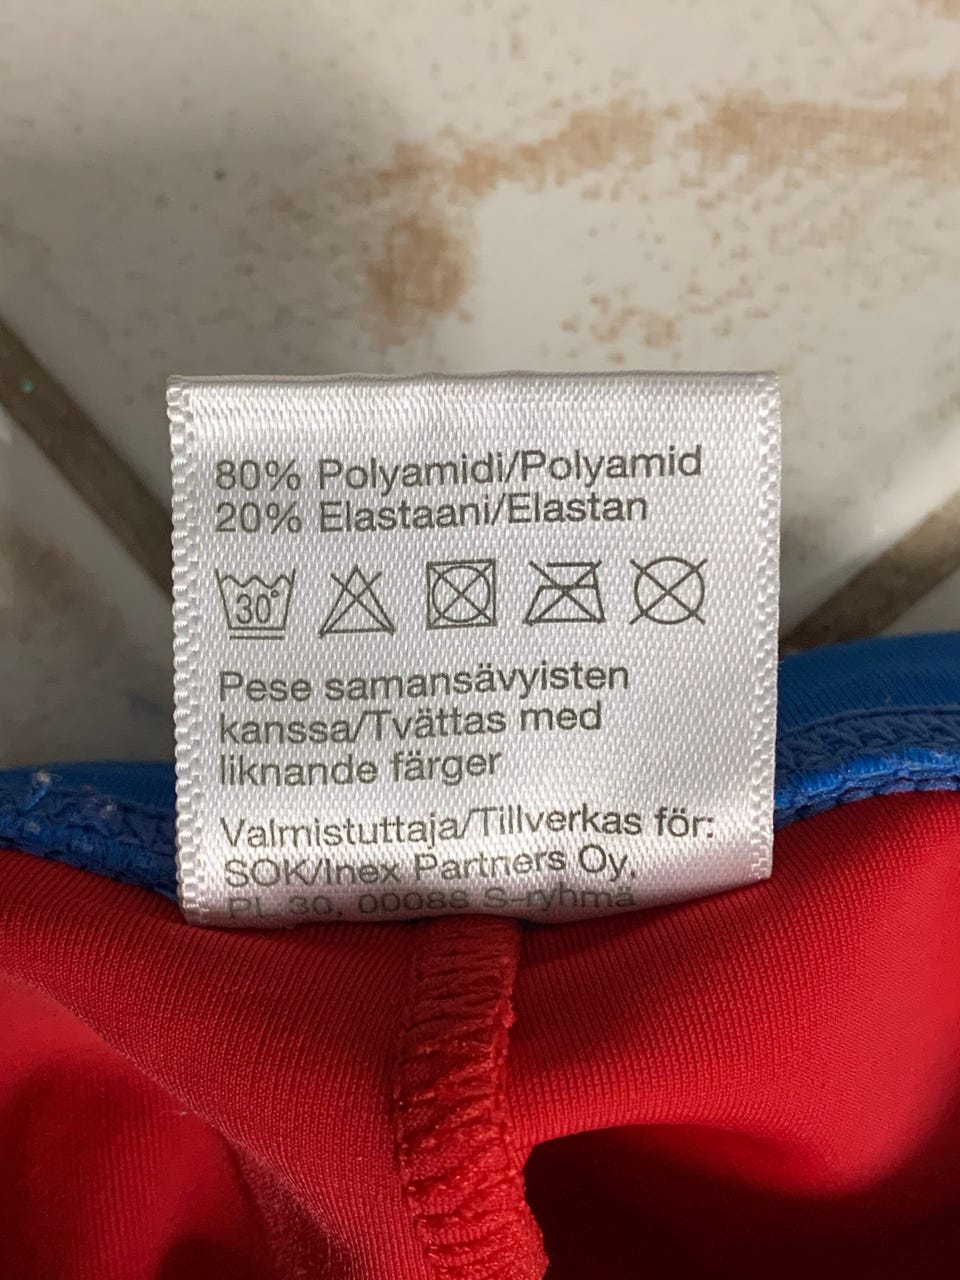 80% Polyamidi/Polyamid
20% Elastaani/Elastan
30°
Pese samansävyisten
kanssa/Tvättas med
liknande färger
Valmistuttaja/Tillverkas för:
SOK/Inex Partners Oy,
PL 30, 00088 S-ryhmä